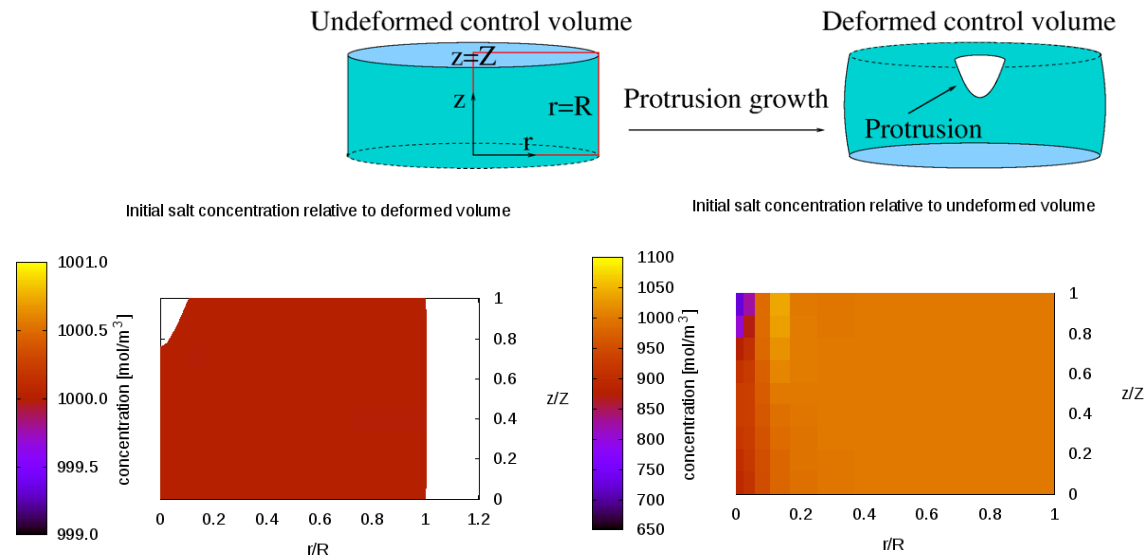 Undeformed control volume
Deformed control volume
z=Z
z
r=R
r
Protrusion growth
Protrusion
Initial salt concentration relative to deformed volume
Initial salt concentration relative to undeformed volume
1001.0
1000.5
1000.0
999.5
999.0
concentration [mol/m³]
1
0.8
0.6
0.4
0.2
0
z/Z
0 0.2 0.4 0.6 0.8 1 1.2
r/R
1100
1050
1000
950
900
850
800
750
700
650
concentration [mol/m³]
1
0.8
0.6
0.4
0.2
0
z/Z
0 0.2 0.4 0.6 0.8 1
r/R